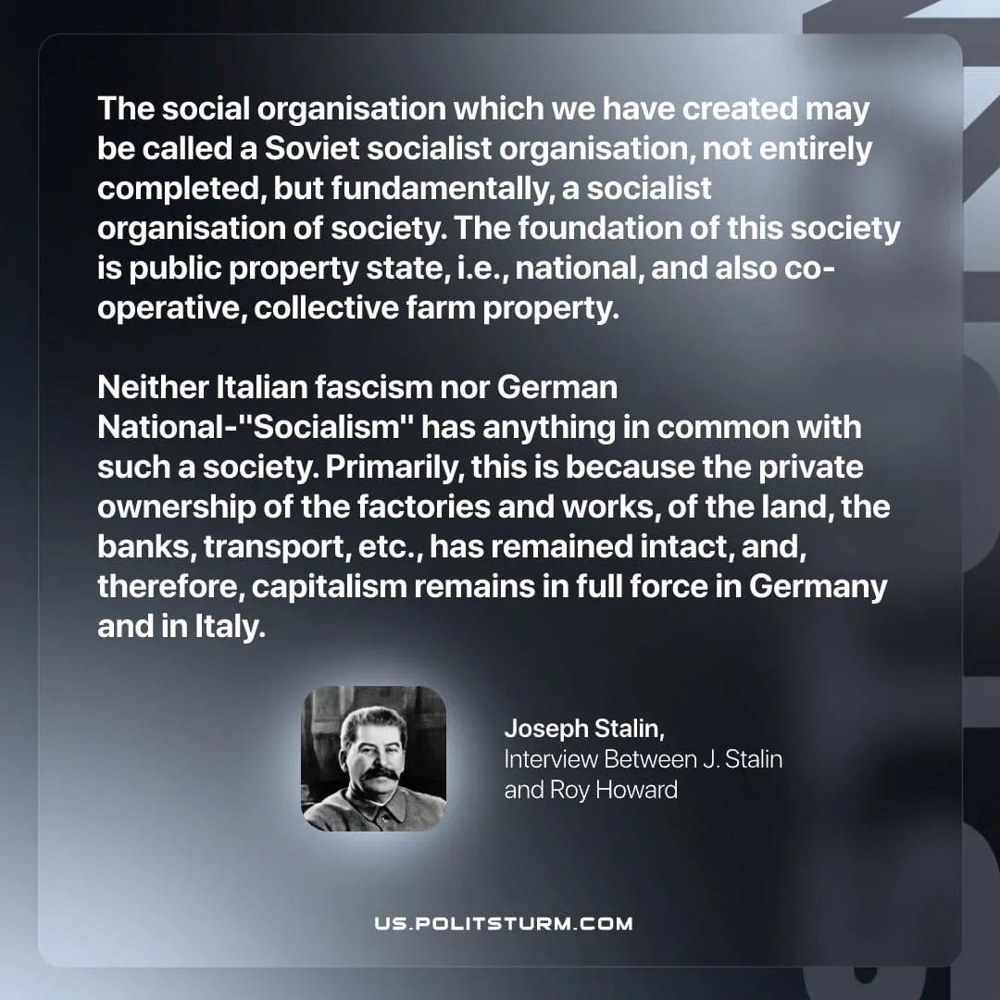 The social organisation which we have created may
be called a Soviet socialist organisation, not entirely
completed, but fundamentally, a socialist
organisation of society. The foundation of this society
is public property state, i.e., national, and also co-
operative, collective farm property.
Neither Italian fascism nor German
National-"Socialism" has anything in common with
such a society. Primarily, this is because the private
ownership of the factories and works, of the land, the
banks, transport, etc., has remained intact, and,
therefore, capitalism remains in full force in Germany
and in Italy.
Joseph Stalin,
Interview Between J. Stalin
and Roy Howard
US.POLITSTURM.COM